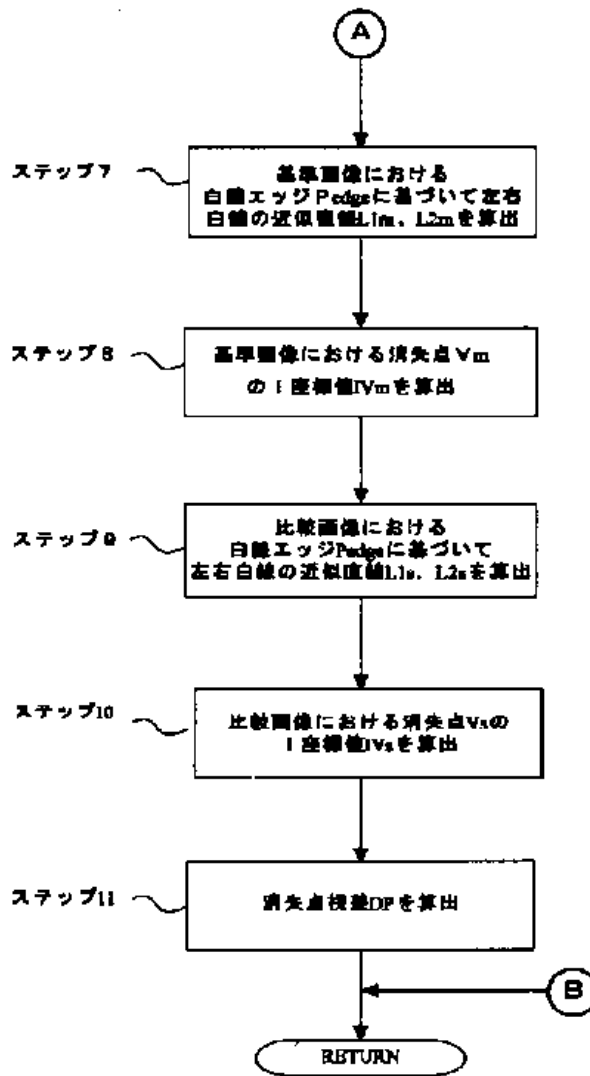 A
ステップ7
基準画像における
白線エッジPedgeに基づいて左右
白線の近似直線L1m、L2mを算出
ステップ8
基準画像における消失点Vm
のi座標値IVmを算出
ステップ9
比較画像における
白線エッジPedgeに基づいて
左右白線の近似直線L1s、L2sを算出
ステップ10
比較画像における消失点Vsの
i座標値IVsを算出
ステップ11
消失点視差DPを算出
B
RETURN